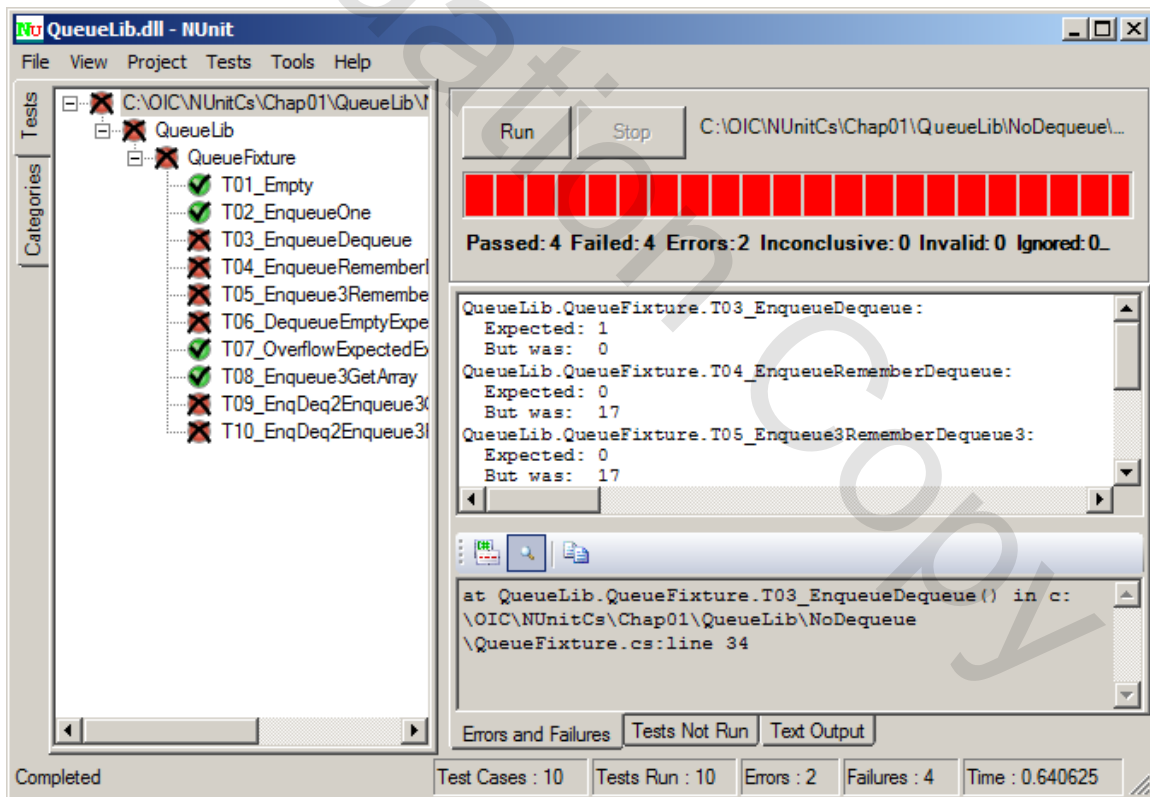 NU QueueLib.dll - NUnit
File View Project Tests Tools Help
Tests
Categories
C:\OIC\NUnitCs\Chap01\QueueLib\
QueueLib
QueueFixture
T01_Empty
T02_EnqueueOne
T03_EnqueueDequeue
T04_EnqueueRemember
T05_Enqueue3Remembe
T06_DequeueEmptyExpe
T07_OverflowExpectedEx
T08_Enqueue3GetArray
T09_EnqDeq2Enqueue3
T10_EnqDeq2Enqueue3
Run Stop C:\OIC\NUnitCs\Chap01\QueueLib\NoDequeue\...
Passed: 4 Failed: 4 Errors: 2 Inconclusive: 0 Invalid: 0 Ignored: 0...
QueueLib.QueueFixture.T03_EnqueueDequeue:
Expected: 1
But was: 0
QueueLib.QueueFixture.T04_EnqueueRememberDequeue:
Expected: 0
But was: 17
QueueLib.QueueFixture.T05_Enqueue3RememberDequeue3:
Expected: 0
But was: 17
at QueueLib.QueueFixture.T03_EnqueueDequeue() in c:
\OIC\NUnitCs\Chap01\QueueLib\NoDequeue
\QueueFixture.cs:line 34
Errors and Failures Tests Not Run Text Output
Completed Test Cases : 10 Tests Run : 10 Errors : 2 Failures : 4 Time : 0.640625
Copy